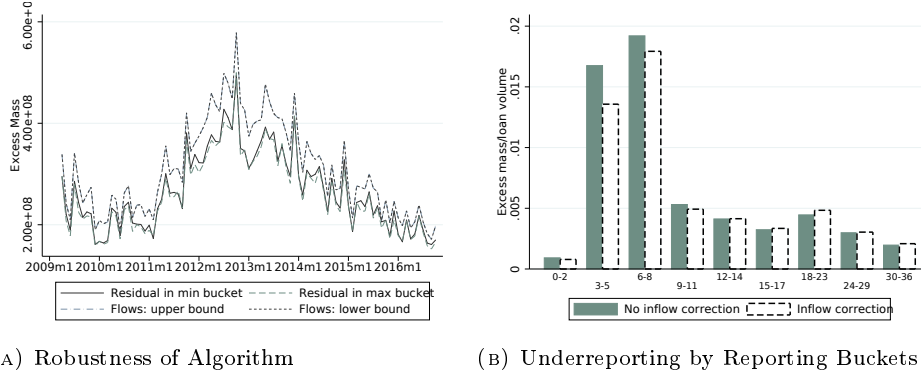 6.00e+0
4.00e+08
2.00e+08
Excess Mass
2009m1 2010m1 2011m1 2012m1 2013m1 2014m1 2015m1 2016m1
Residual in min bucket
Residual in max bucket
Flows: upper bound
Flows: lower bound
A) Robustness of Algorithm
.02
.015
.01
.005
0
Excess mass/loan volume
0-2 6-8 12-14 18-23 30-36
3-5 9-11 15-17 24-29
No inflow correction
Inflow correction
(B) Underreporting by Reporting Buckets